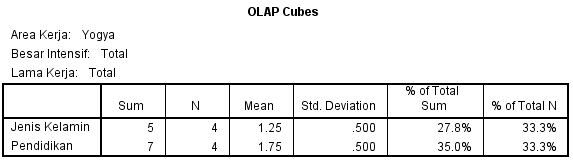 OLAP Cubes
Area Kerja: Yogya
Besar Intensif: Total
Lama Kerja: Total
Sum N Mean Std. Deviation % of Total Sum % of Total N
Jenis Kelamin 5 4 1.25 .500 27.8% 33.3%
Pendidikan 7 4 1.75 .500 35.0% 33.3%